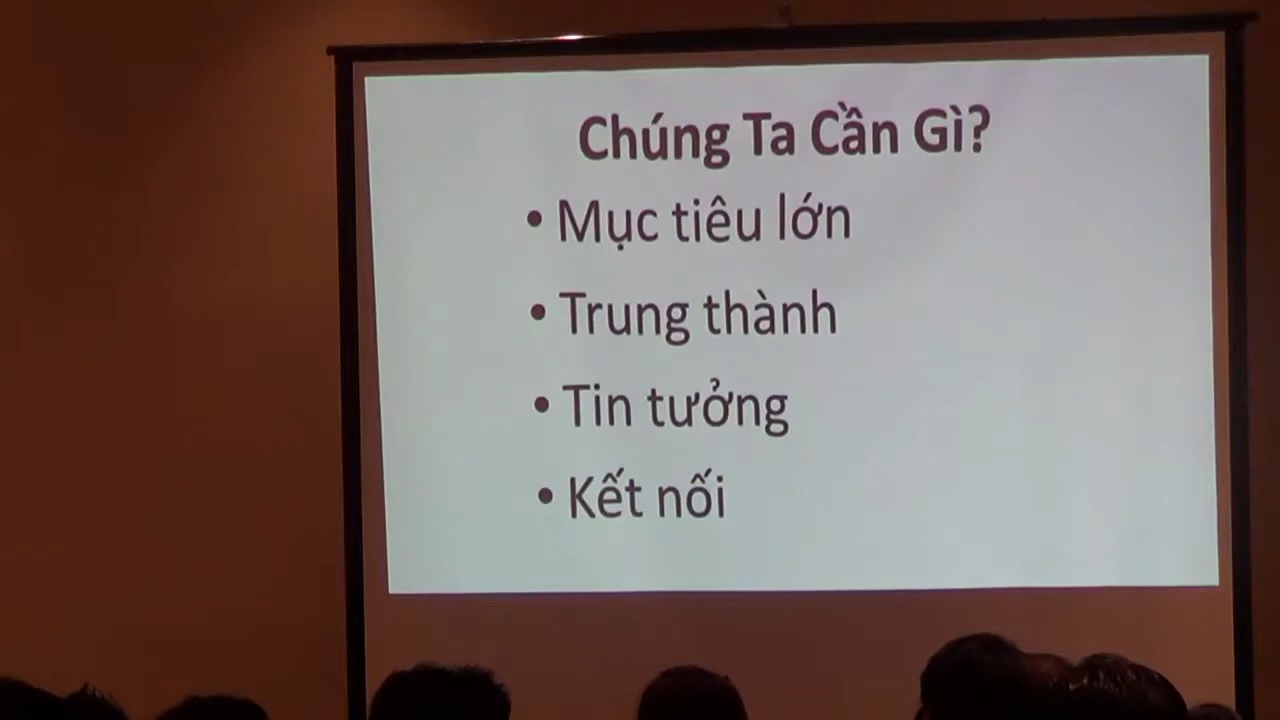 Chúng Ta Cần Gì?
• Mục tiêu lớn
• Trung thành
• Tin tưởng
• Kết nối